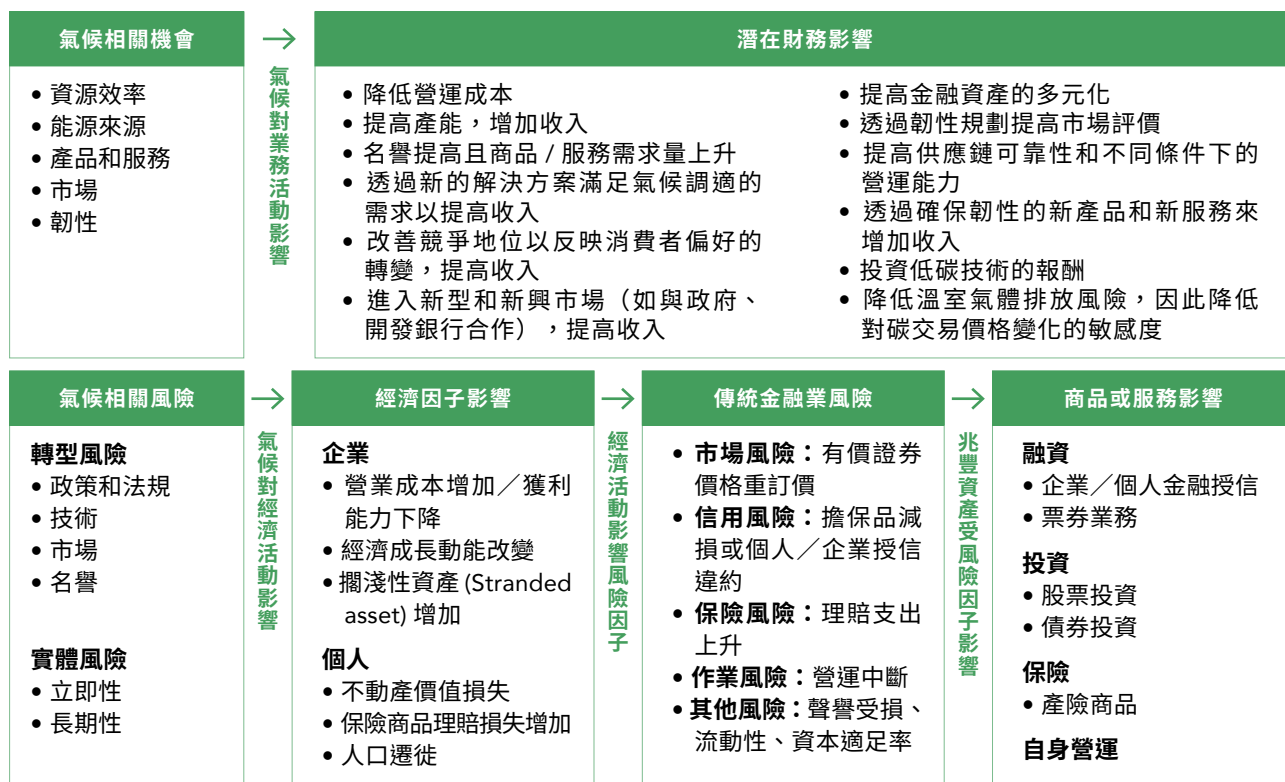 氣候相關機會
• 資源效率
• 能源來源
• 產品和服務
• 市場
• 韌性
→
氣候對業務活動影響
潛在財務影響
• 降低營運成本
• 提高產能，增加收入
• 名譽提高且商品 / 服務需求量上升
• 透過新的解決方案滿足氣候調適的
需求以提高收入
• 改善競爭地位以反映消費者偏好的
轉變，提高收入
• 進入新型和新興市場（如與政府、
開發銀行合作），提高收入
• 提高金融資產的多元化
• 透過韌性規劃提高市場評價
• 提高供應鏈可靠性和不同條件下的
營運能力
• 透過確保韌性的新產品和新服務來
增加收入
• 投資低碳技術的報酬
• 降低溫室氣體排放風險，因此降低
對碳交易價格變化的敏感度
氣候相關風險
轉型風險
• 政策和法規
• 技術
• 市場
• 名譽
實體風險
• 立即性
• 長期性
→
氣候對經濟活動影響
經濟因子影響
企業
• 營業成本增加／獲利
能力下降
• 經濟成長動能改變
• 擱淺性資產 (Stranded
asset) 增加
個人
• 不動產價值損失
• 保險商品理賠損失增加
• 人口遷徙
→
經濟活動影響風險因子
傳統金融業風險
• 市場風險：有價證券
價格重訂價
• 信用風險：擔保品減
損或個人／企業授信
違約
• 保險風險：理賠支出
上升
• 作業風險：營運中斷
• 其他風險：聲譽受損、
流動性、資本適足率
→
兆豐資產受風險因子影響
商品或服務影響
融資
• 企業／個人金融授信
• 票券業務
投資
• 股票投資
• 債券投資
保險
• 產險商品
自身營運